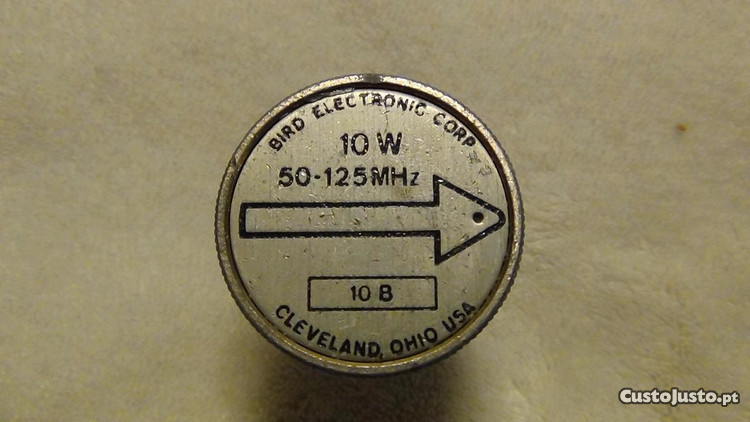 BIRD ELECTRONIC CORP
10 W
50-125 MHz
10 B
CLEVELAND, OHIO USA
CustoJusto.pt